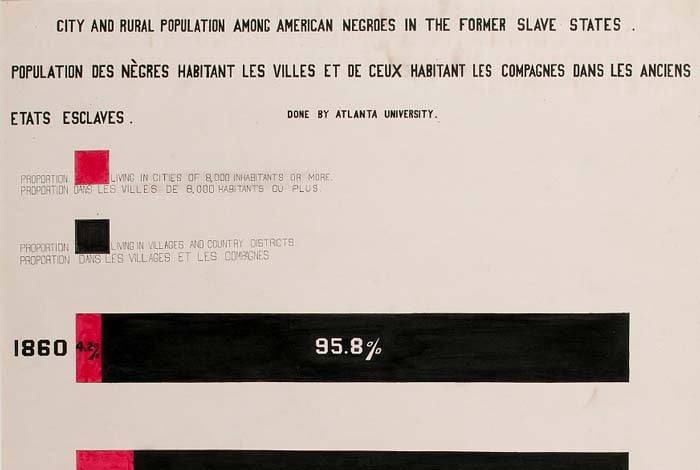 CITY AND RURAL POPULATION AMONG AMERICAN NEGROES IN THE FORMER SLAVE STATES .
POPULATION DES NÈGRES HABITANT LES VILLES ET DE CEUX HABITANT LES COMPAGNES DANS LES ANCIENS
ETATS ESCLAVES .
DONE BY ATLANTA UNIVERSITY.
PROPORTION LIVING IN CITIES OF 8,000 INHABITANTS OR MORE.
PROPORTION DANS LES VILLES DE 8,000 HABITANTS OU PLUS.
PROPORTION LIVING IN VILLAGES AND COUNTRY DISTRICTS
PROPORTION DANS LES VILLAGES ET LES COMPAGNES
1860 4.2% 95.8%